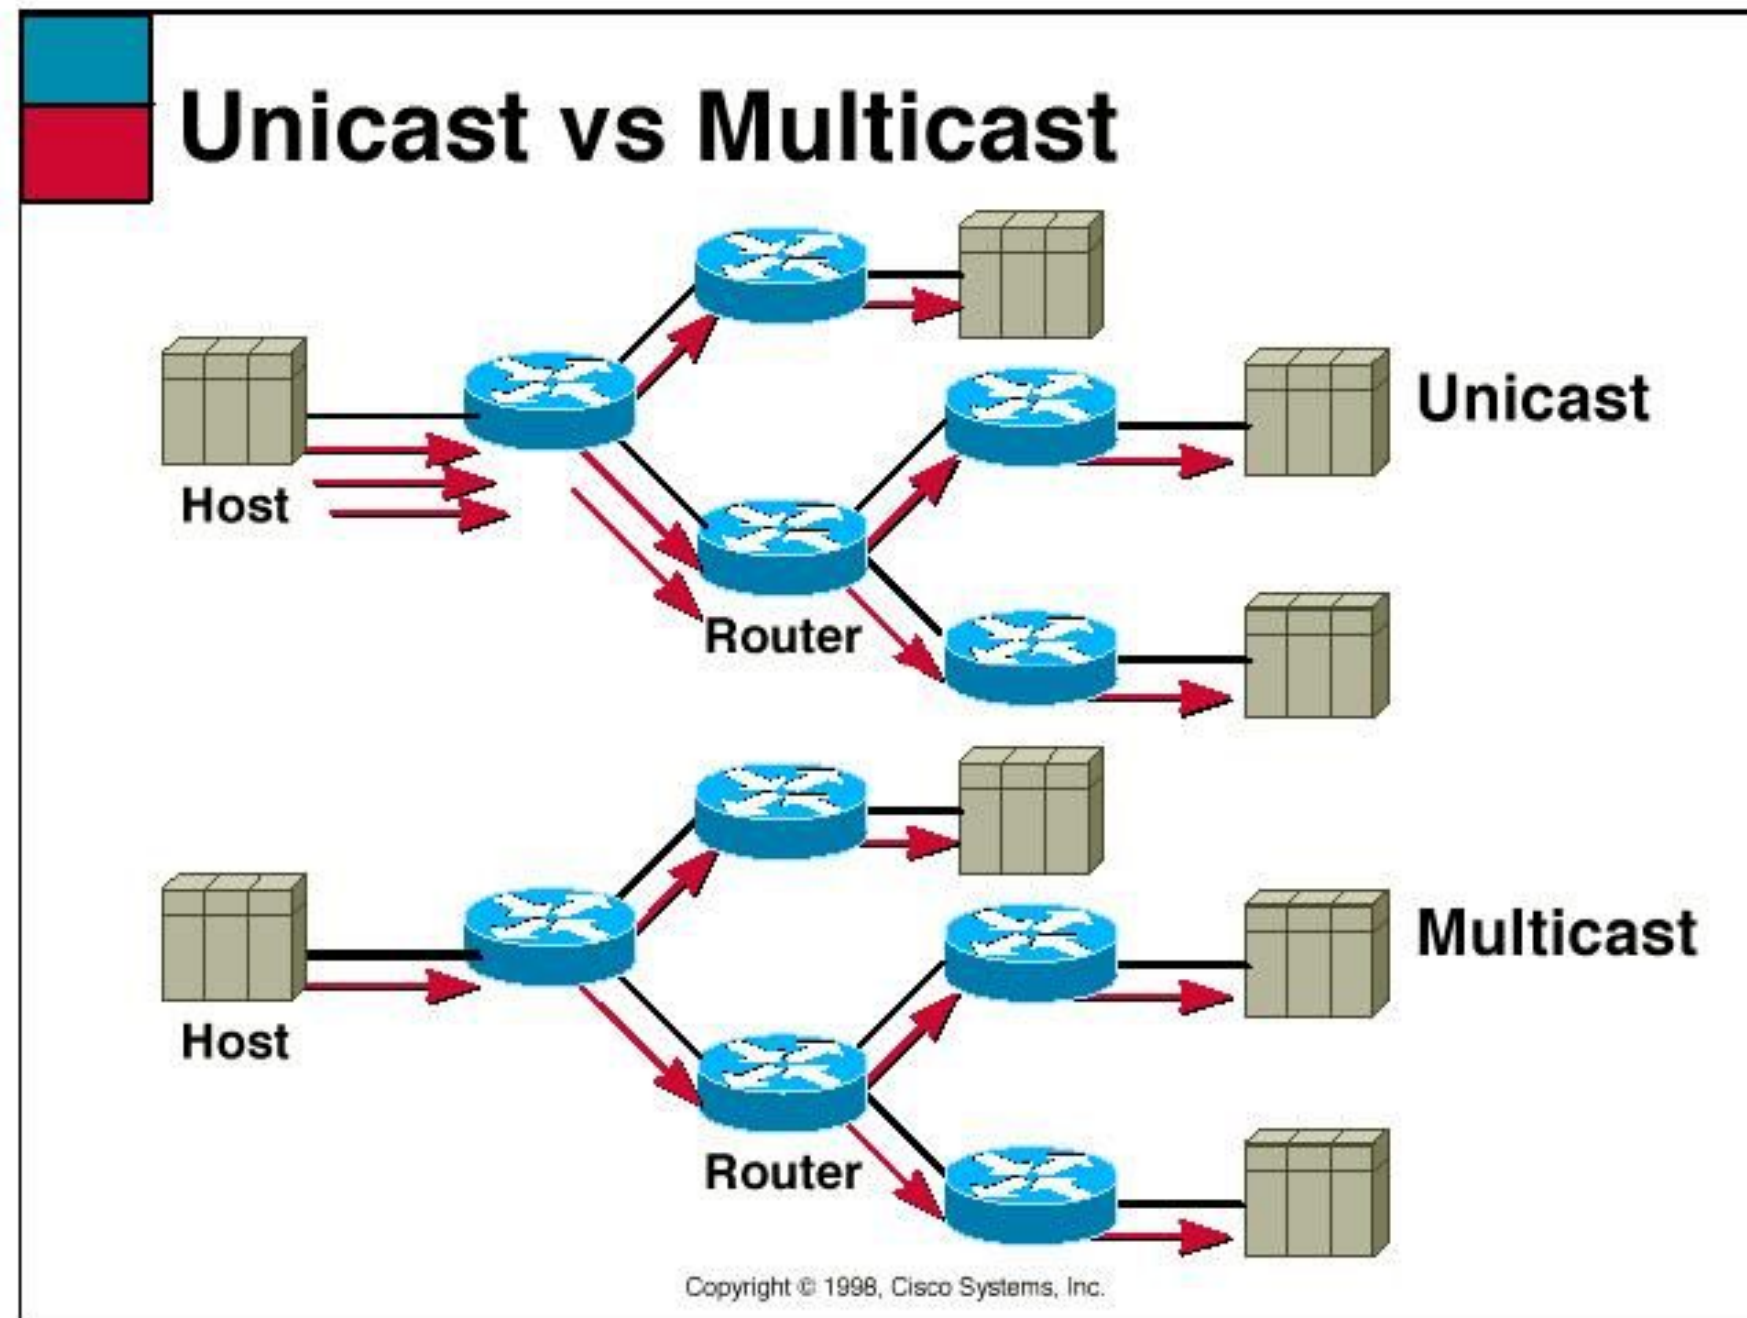 Unicast vs Multicast
Unicast
Host
Router
Multicast
Host
Router
Copyright © 1998, Cisco Systems, Inc.